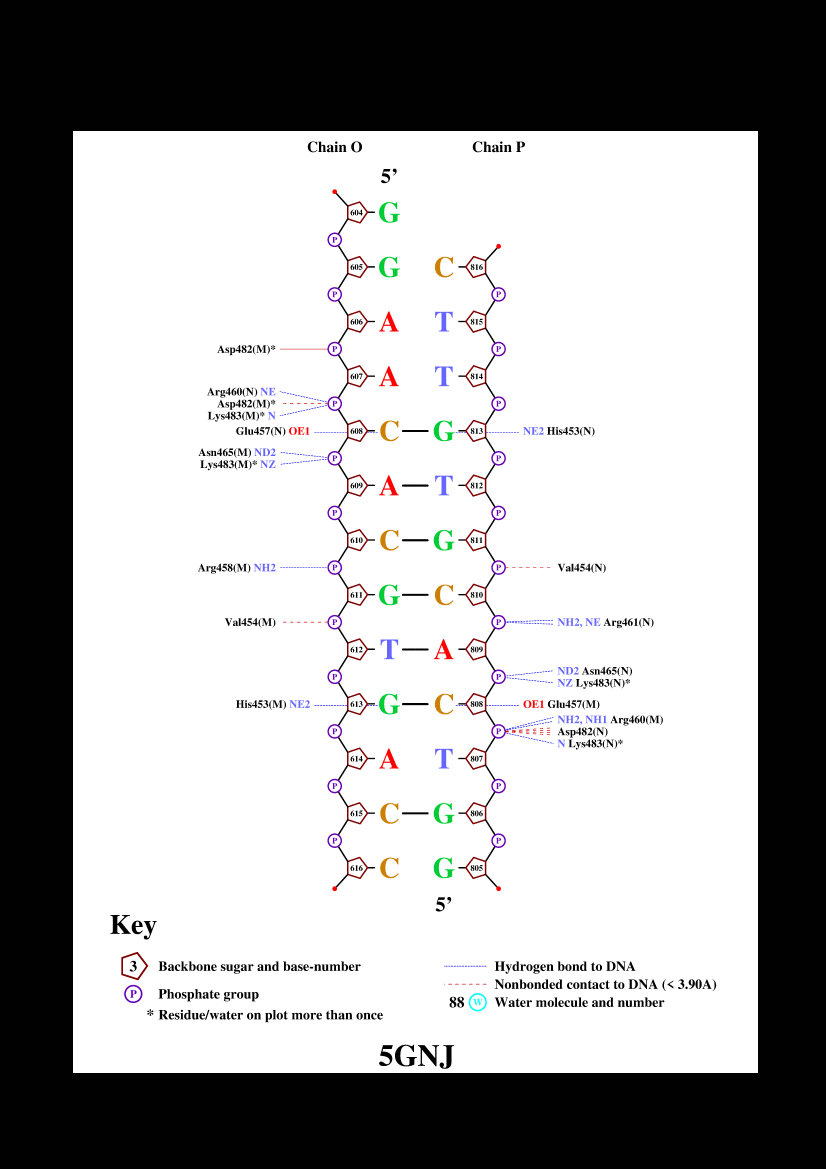 Chain O Chain P
5’
604 G
P
605 G C 816
P P
606 A T 815
Asp482(M)* P P
607 A T 814
Arg460(N) NE
Asp482(M)* P P
Lys483(M)* N
Glu457(N) OE1 608 C G 813 NE2 His453(N)
Asn465(M) ND2 P P
Lys483(M)* NZ
609 A T 812
P P
610 C G 811
Arg458(M) NH2 P P Val454(N)
611 G C 810
Val454(M) P P NH2, NE Arg461(N)
612 T A 809
P P ND2 Asn465(N)
NZ Lys483(N)*
His453(M) NE2 613 G C 808 OE1 Glu457(M)
NH2, NH1 Arg460(M)
P P Asp482(N)
N Lys483(N)*
614 A T 807
P P
615 C G 806
P P
616 C G 805
5’
Key
3 Backbone sugar and base-number
P Phosphate group
* Residue/water on plot more than once
Hydrogen bond to DNA
Nonbonded contact to DNA (< 3.90A)
88 W Water molecule and number
5GNJ